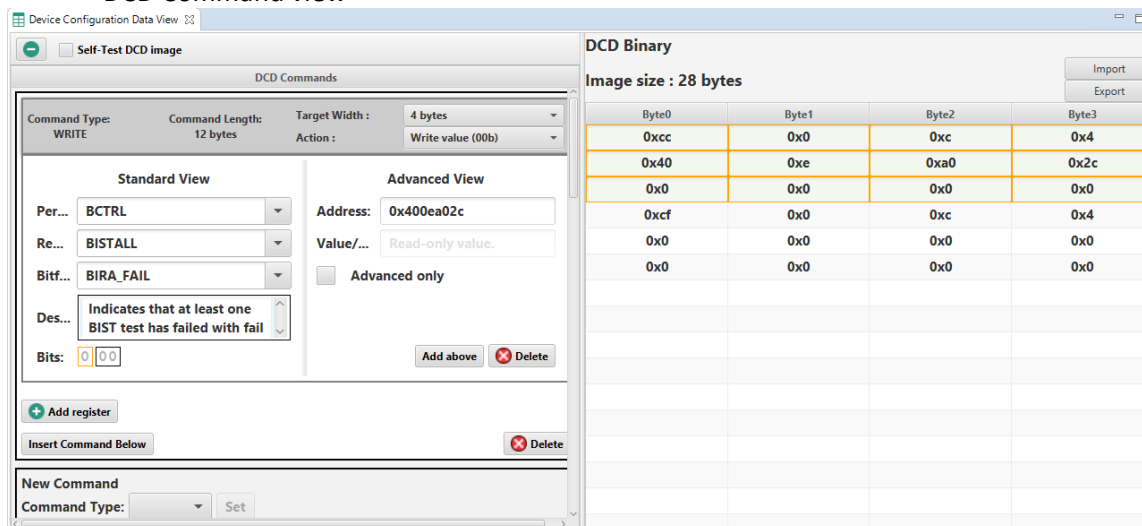 DCD Command view
Device Configuration Data View
Self-Test DCD image
DCD Commands
Command Type: WRITE
Command Length: 12 bytes
Target Width : 4 bytes
Action : Write value (00b)
Standard View
Advanced View
Per... BCTRL
Address: 0x400ea02c
Re... BISTALL
Value/... Read-only value.
Bitf... BIRA_FAIL
Advanced only
Des... Indicates that at least one
BIST test has failed with fail
Bits: 0 0 0
Add above
Delete
Add register
Insert Command Below
Delete
New Command
Command Type:
Set
DCD Binary
Image size : 28 bytes
Import
Export
Byte0 Byte1 Byte2 Byte3
0xcc 0x0 0xc 0x4
0x40 0xe 0xa0 0x2c
0x0 0x0 0x0 0x0
0xcf 0x0 0xc 0x4
0x0 0x0 0x0 0x0
0x0 0x0 0x0 0x0